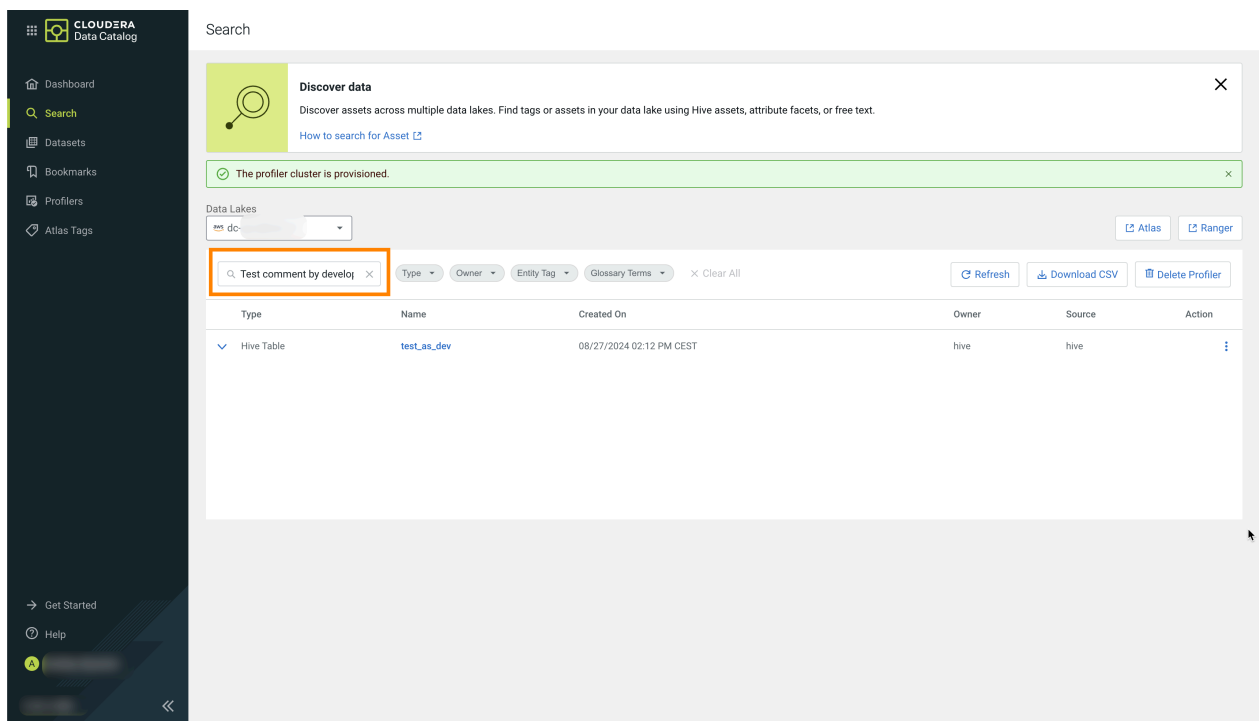 CLOUDERA
Data Catalog
Dashboard
Search
Datasets
Bookmarks
Profilers
Atlas Tags
Get Started
Help
A
Search
Discover data
Discover assets across multiple data lakes. Find tags or assets in your data lake using Hive assets, attribute facets, or free text.
How to search for Asset
The profiler cluster is provisioned.
Data Lakes
aws dc-
Atlas Ranger
Test comment by develop Type Owner Entity Tag Glossary Terms Clear All Refresh Download CSV Delete Profiler
Type Name Created On Owner Source Action
Hive Table test_as_dev 08/27/2024 02:12 PM CEST hive hive